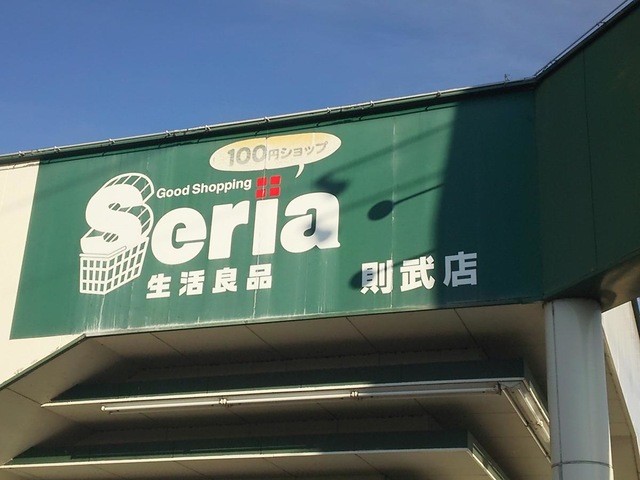 100円ショップ
Good Shopping
Seria
生活良品
則武店